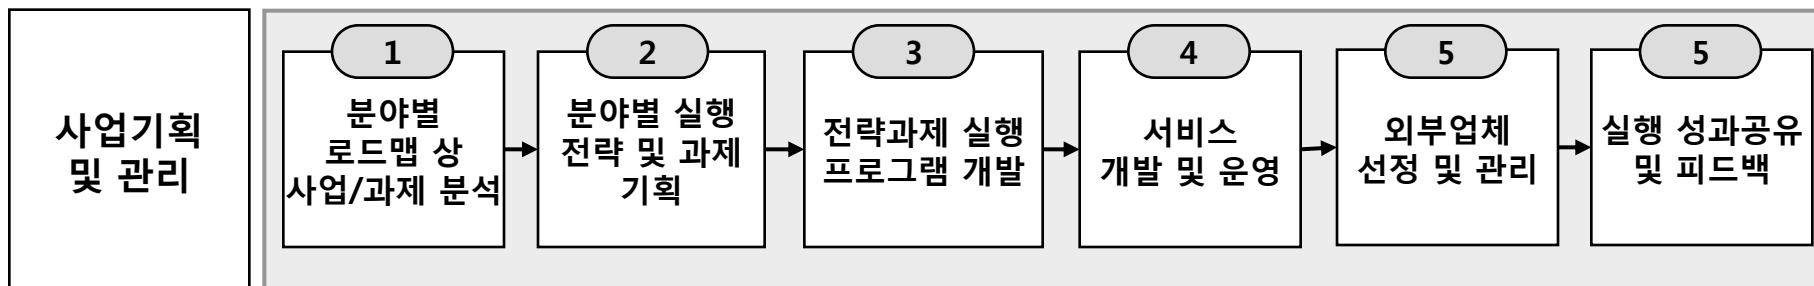 사업기획
및 관리
1
분야별
로드맵 상
사업/과제 분석
2
분야별 실행
전략 및 과제
기획
3
전략과제 실행
프로그램 개발
4
서비스
개발 및 운영
5
외부업체
선정 및 관리
5
실행 성과공유
및 피드백